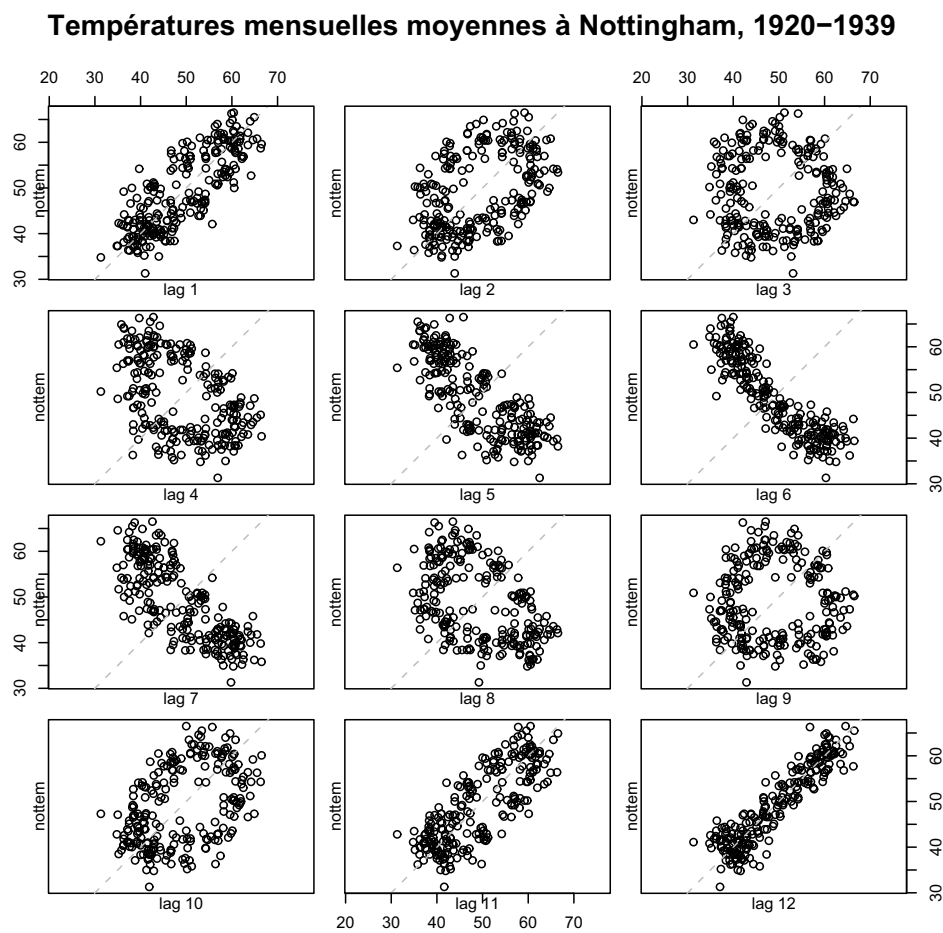 Températures mensuelles moyennes à Nottingham, 1920−1939
20 30 40 50 60 70
20 30 40 50 60 70
30 40 50 60
nottem
nottem
nottem
lag 1
lag 2
lag 3
nottem
nottem
nottem
30 40 50 60
lag 4
lag 5
lag 6
30 40 50 60
nottem
nottem
nottem
lag 7
lag 8
lag 9
nottem
nottem
nottem
30 40 50 60
lag 10
lag 11
lag 12
20 30 40 50 60 70